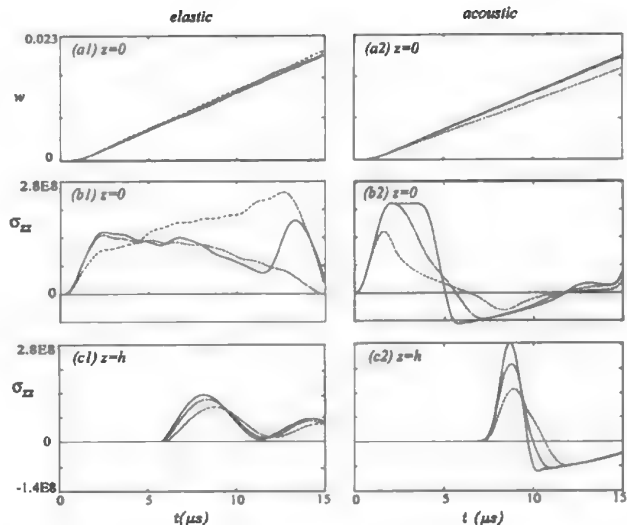 elastic acoustic
0.023 (a1) z=0 (a2) z=0
w
0
2.8E8 (b1) z=0 (b2) z=0
σzz
0
2.8E8 (c1) z=h (c2) z=h
σzz
0
-1.4E8
0 5 10 15 0 5 10 15
t(μs) t (μs)